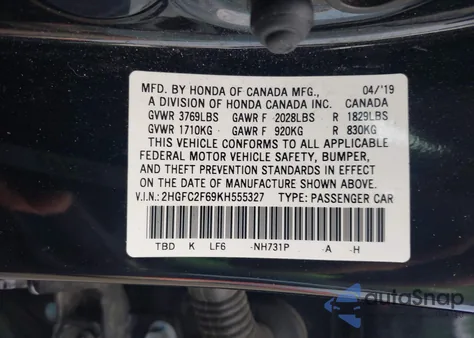 MFD. BY HONDA OF CANADA MFG., 04/'19
A DIVISION OF HONDA CANADA INC. CANADA
GVWR 3769LBS GAWR F 2028LBS R 1829LBS
GVWR 1710KG GAWR F 920KG R 830KG
THIS VEHICLE CONFORMS TO ALL APPLICABLE
FEDERAL MOTOR VEHICLE SAFETY, BUMPER,
AND THEFT PREVENTION STANDARDS IN EFFECT
ON THE DATE OF MANUFACTURE SHOWN ABOVE.
V.I.N.: 2HGFC2F69KH555327 TYPE: PASSENGER CAR
TBD K LF6 -NH731P -A -H
autoSnap